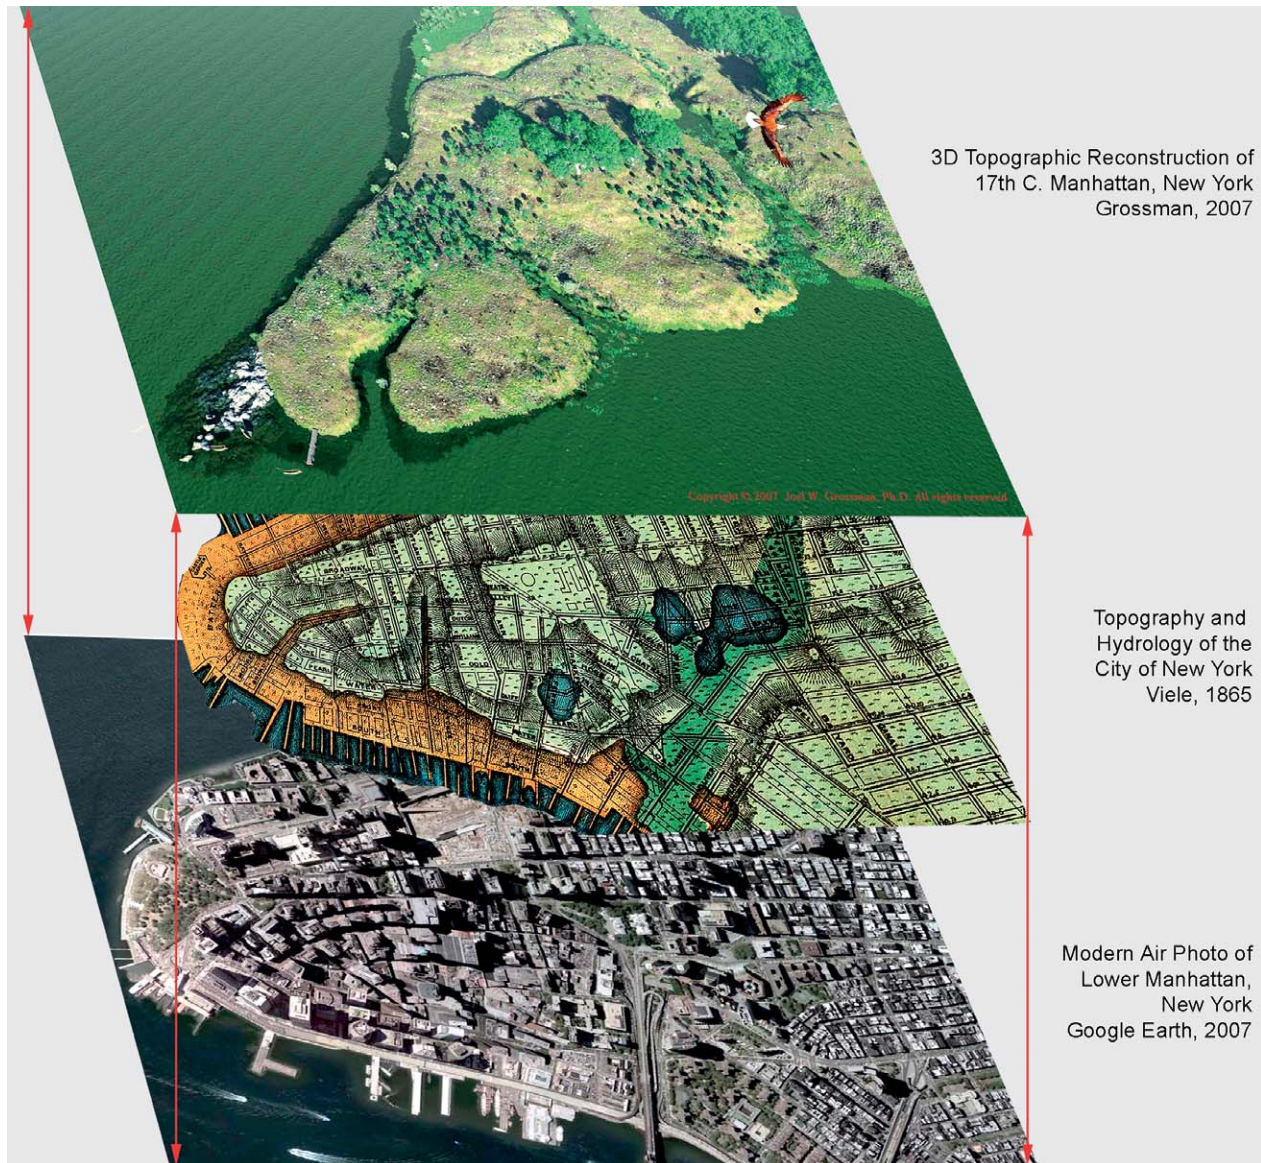 3D Topographic Reconstruction of
17th C. Manhattan, New York
Grossman, 2007
Copyright © 2007 Joel W. Grossman, Ph.D. All rights reserved
Topography and
Hydrology of the
City of New York
Viele, 1865
Modern Air Photo of
Lower Manhattan,
New York
Google Earth, 2007